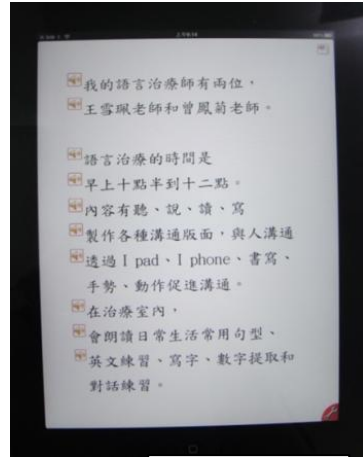 上午8:14
我的語言治療師有兩位，
王雪珮老師和曾鳳菊老師。
語言治療的時間是
早上十點半到十二點。
內容有聽、說、讀、寫
製作各種溝通版面，與人溝通
透過 I pad、I phone、書寫、
手勢、動作促進溝通。
在治療室內，
會朗讀日常生活常用句型、
英文練習、寫字、數字提取和
對話練習。